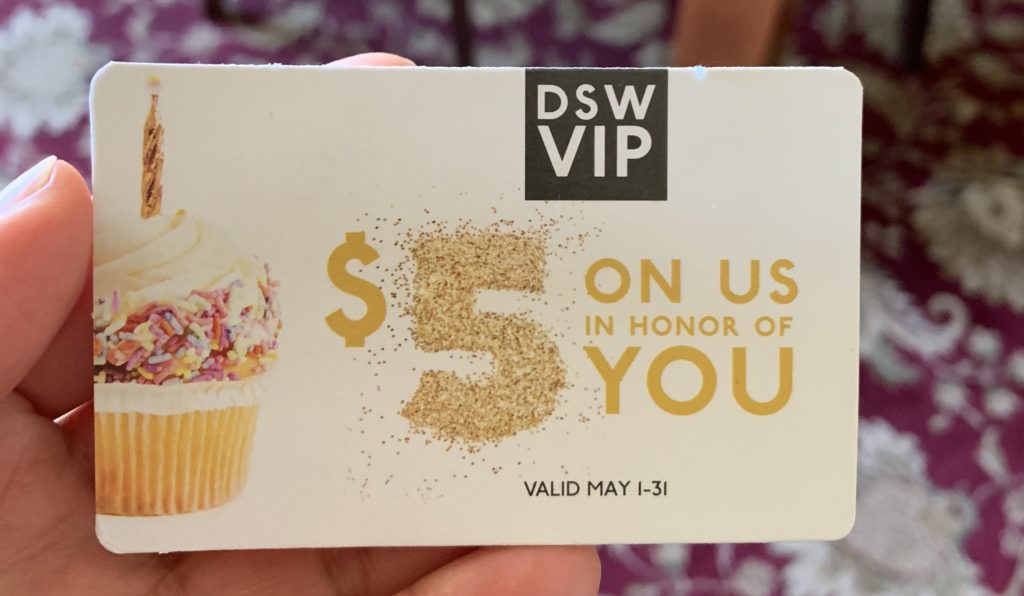 DSW
VIP
$5
ON US
IN HONOR OF
YOU
VALID MAY 1-31